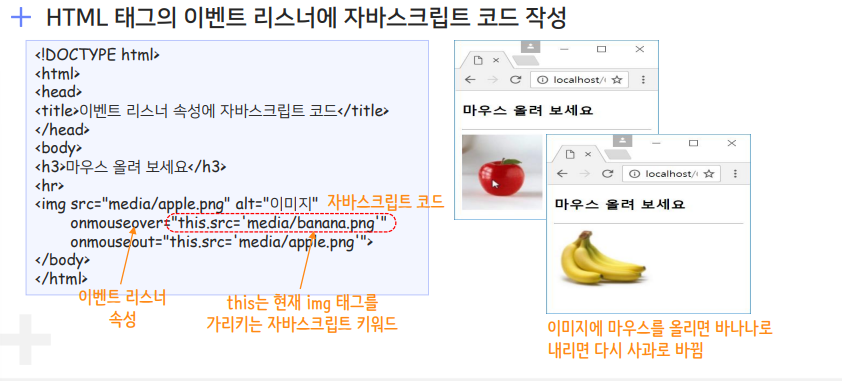 HTML 태그의 이벤트 리스너에 자바스크립트 코드 작성
<!DOCTYPE html>
<html>
<head>
<title>이벤트 리스너 속성에 자바스크립트 코드</title>
</head>
<body>
<h3>마우스 올려 보세요</h3>
<hr>
<img src="media/apple.png" alt="이미지"
onmouseover="this.src='media/banana.png'"
onmouseout="this.src='media/apple.png'">
</body>
</html>
자바스크립트 코드
이벤트 리스너
속성
this는 현재 img 태그를
가리키는 자바스크립트 키워드
localhost/
마우스 올려 보세요
localhost/
마우스 올려 보세요
이미지에 마우스를 올리면 바나나로
내리면 다시 사과로 바뀜